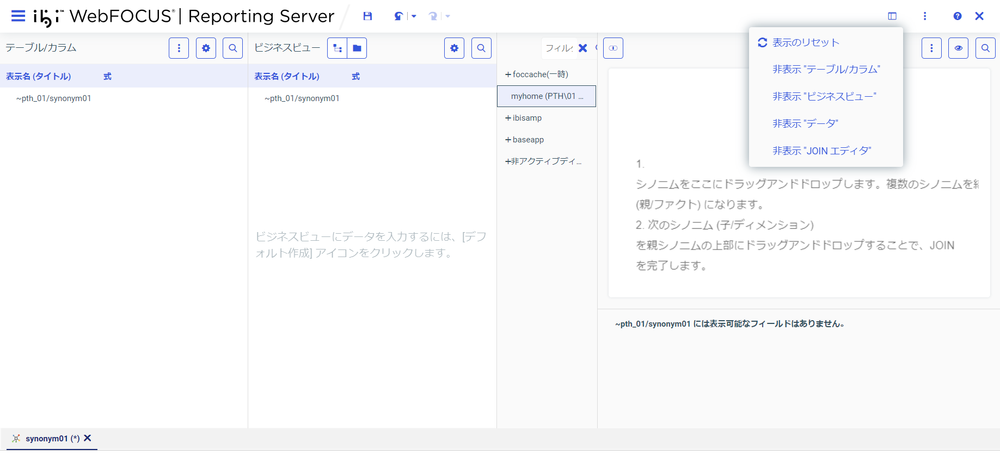 ibi™ WebFOCUS® | Reporting Server
テーブル/カラム
表示名 (タイトル) 式
~pth_01/synonym01
ビジネスビュー
表示名 (タイトル) 式
~pth_01/synonym01
ビジネスビューにデータを入力するには、[デフ
ォルト作成] アイコンをクリックします。
フィルタ
+foccache(一時)
myhome (PTH\01 ...
+ibisamp
+baseapp
+非アクティブディ...
表示のリセット
非表示 "テーブル/カラム"
非表示 "ビジネスビュー"
非表示 "データ"
非表示 "JOIN エディタ"
1.
シノニムをここにドラッグアンドドロップします。複数のシノニムを
(親/ファクト) になります。
2. 次のシノニム (子/ディメンション)
を親シノニムの上部にドラッグアンドドロップすることで、JOIN
を完了します。
~pth_01/synonym01 には表示可能なフィールドはありません。
synonym01 (*)